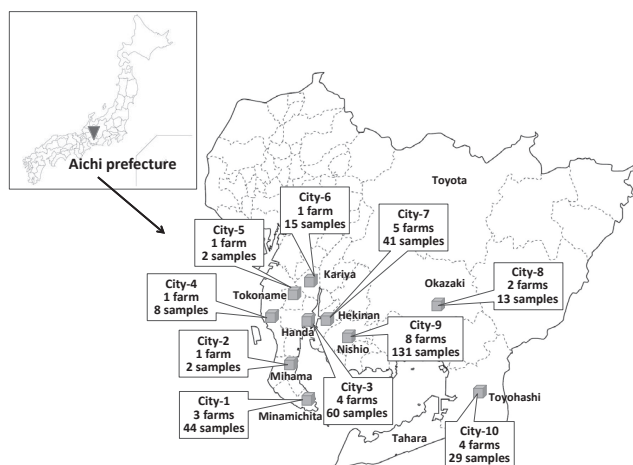 Aichi prefecture
Toyota
City-6
1 farm
15 samples
City-7
5 farms
41 samples
City-5
1 farm
2 samples
Kariya
Okazaki
City-8
2 farms
13 samples
City-4
1 farm
8 samples
Tokoname
Hekinan
Handa
City-9
8 farms
131 samples
Nishio
City-2
1 farm
2 samples
Mihama
City-3
4 farms
60 samples
City-1
3 farms
44 samples
Minamichita
Toyohashi
Tahara
City-10
4 farms
29 samples